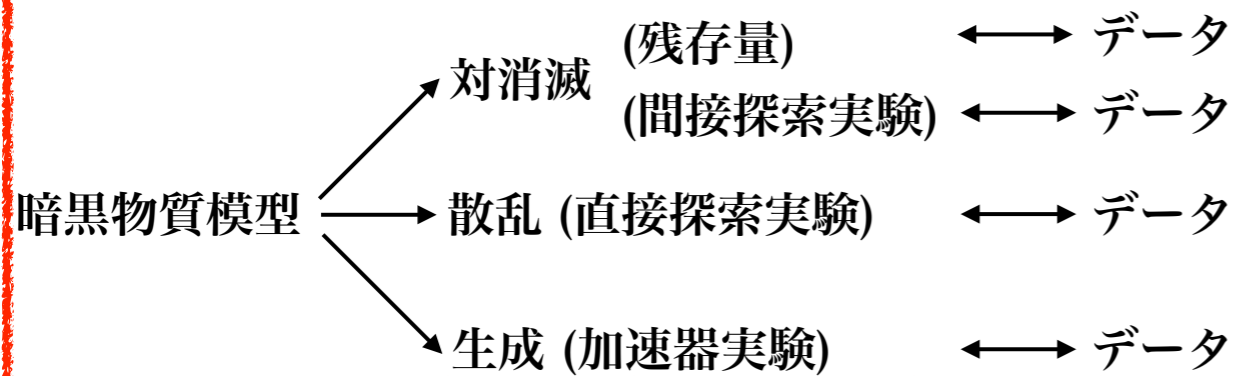 (残存量) データ
対消滅
(間接探索実験) データ
暗黒物質模型 散乱 (直接探索実験) データ
生成 (加速器実験) データ